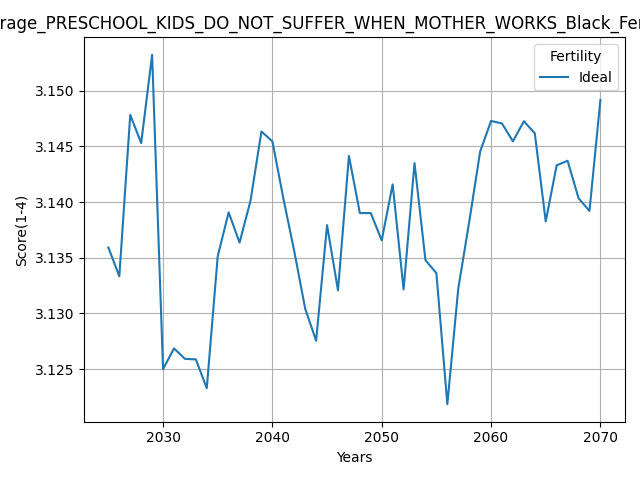 rage_PRESCHOOL_KIDS_DO_NOT_SUFFER_WHEN_MOTHER_WORKS_Black_Fer
Fertility
Ideal
3.150
3.145
3.140
3.135
3.130
3.125
Score(1-4)
2030 2040 2050 2060 2070
Years